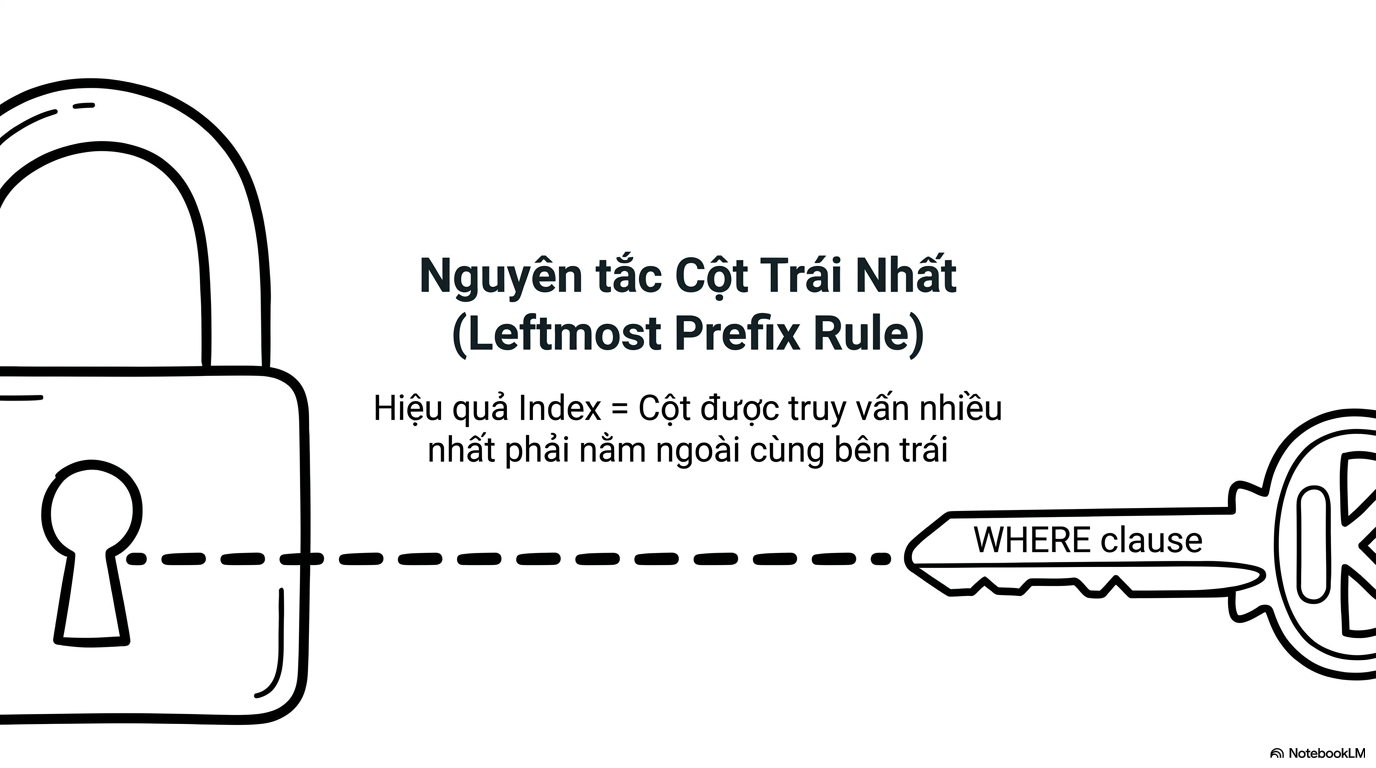 Nguyên tắc Cột Trái Nhất
(Leftmost Prefix Rule)
Hiệu quả Index = Cột được truy vấn nhiều
nhất phải nằm ngoài cùng bên trái
WHERE clause
NotebookLM